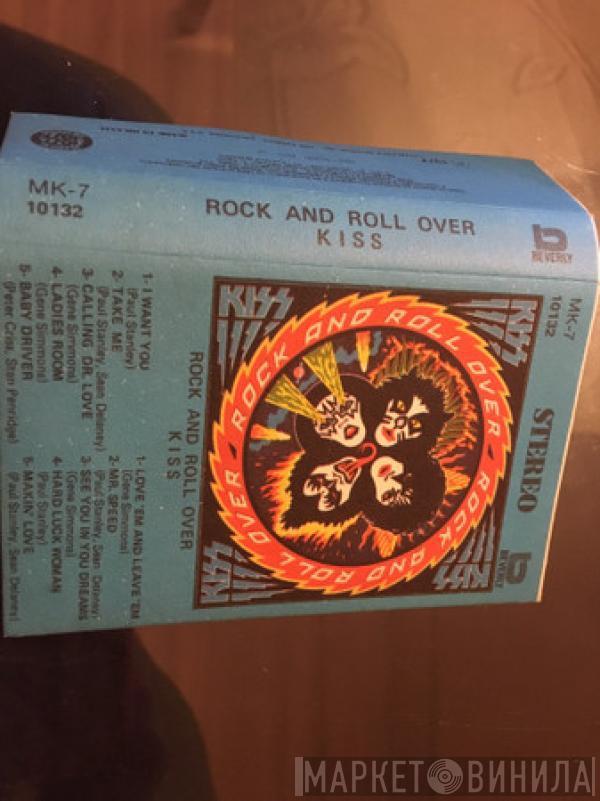 MK-7
10132
ROCK AND ROLL OVER
KISS
BEVERLY
MK-7
10132
STEREO
BEVERLY
KISS
KISS
KISS
KISS
ROCK AND ROLL OVER - ROCK AND ROLL OVER -
ROCK AND ROLL OVER
KISS
1- I WANT YOU
(Paul Stanley)
2- TAKE ME
(Paul Stanley, Sean Delaney)
3- CALLING DR. LOVE
(Gene Simmons)
4- LADIES ROOM
(Gene Simmons)
5- BABY DRIVER
(Peter Criss, Stan Penridge)
1- LOVE 'EM AND LEAVE 'EM
(Gene Simmons)
2- MR. SPEED
(Paul Stanley, Sean Delaney)
3- SEE YOU IN YOU DREAMS
(Gene Simmons)
4- HARD LUCK WOMAN
(Paul Stanley)
5- MAKIN' LOVE
(Paul Stanley, Sean Delaney)
МАРКЕТ ВИНИЛА